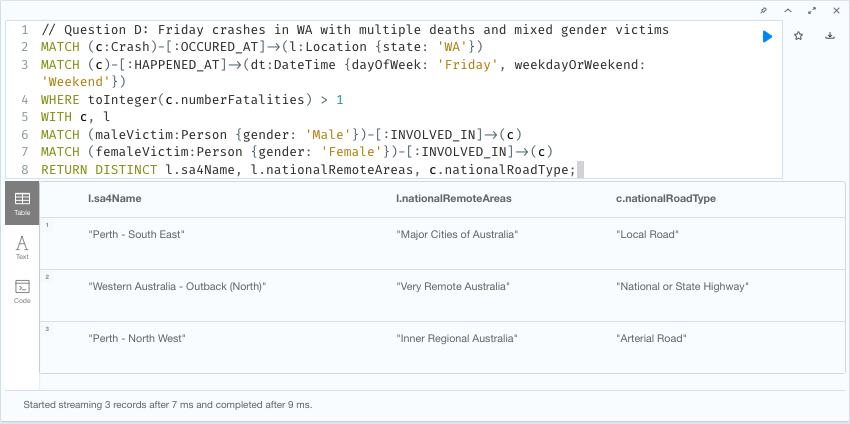 1 // Question D: Friday crashes in WA with multiple deaths and mixed gender victims
2 MATCH (c:Crash)-[:OCCURED_AT]->(l:Location {state: 'WA'})
3 MATCH (c)-[:HAPPENED_AT]->(dt:DateTime {dayOfWeek: 'Friday', weekdayOrWeekend:
'Weekend'})
4 WHERE toInteger(c.numberFatalities) > 1
5 WITH c, l
6 MATCH (maleVictim:Person {gender: 'Male'})-[:INVOLVED_IN]->(c)
7 MATCH (femaleVictim:Person {gender: 'Female'})-[:INVOLVED_IN]->(c)
8 RETURN DISTINCT l.sa4Name, l.nationalRemoteAreas, c.nationalRoadType;
Table
Text
Code
l.sa4Name l.nationalRemoteAreas c.nationalRoadType
1 "Perth - South East" "Major Cities of Australia" "Local Road"
2 "Western Australia - Outback (North)" "Very Remote Australia" "National or State Highway"
3 "Perth - North West" "Inner Regional Australia" "Arterial Road"
Started streaming 3 records after 7 ms and completed after 9 ms.